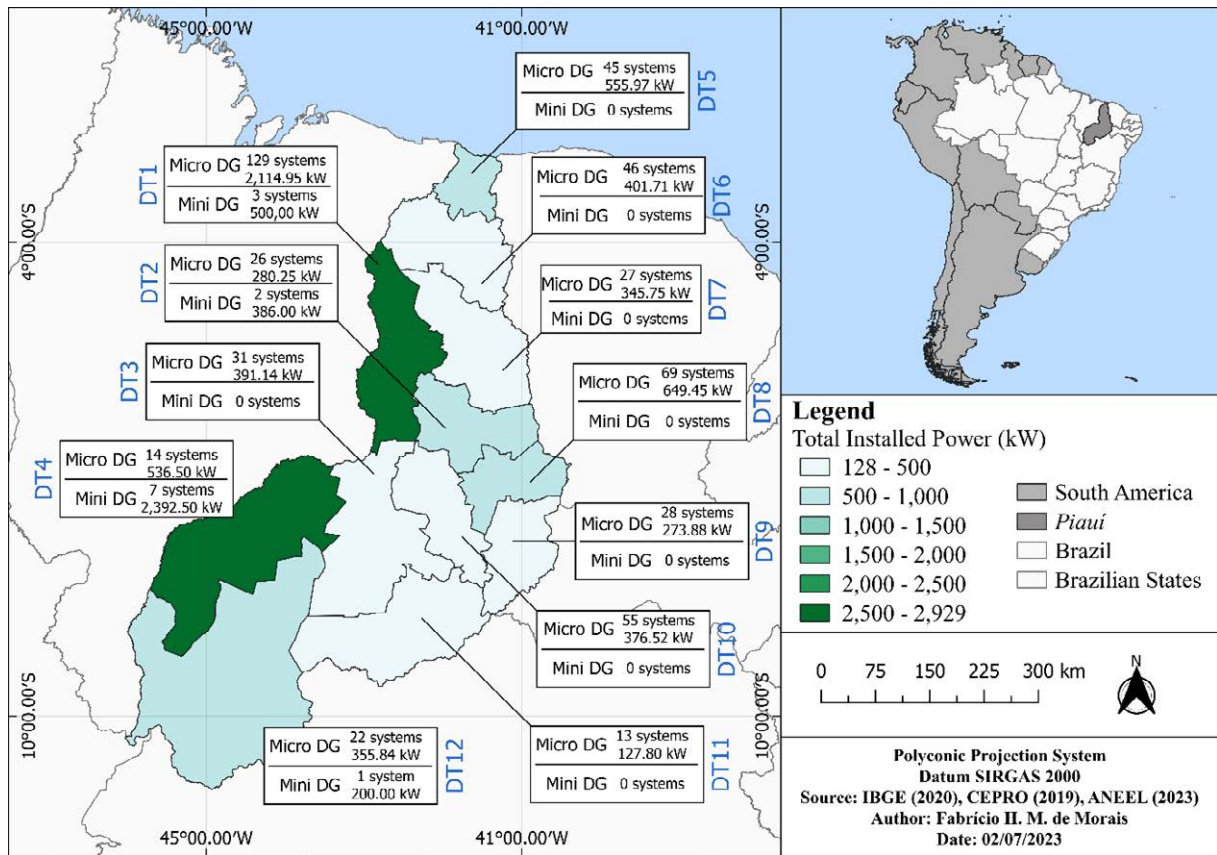 45°00.00′W
41°00.00′W
4°00.00′S
10°00.00′S
DT5
Micro DG 45 systems
555.97 kW
Mini DG 0 systems
DT1
Micro DG 129 systems
2,114.95 kW
Mini DG 3 systems
500,00 kW
DT6
Micro DG 46 systems
401.71 kW
Mini DG 0 systems
DT2
Micro DG 26 systems
280.25 kW
Mini DG 2 systems
386.00 kW
DT7
Micro DG 27 systems
345.75 kW
Mini DG 0 systems
DT3
Micro DG 31 systems
391.14 kW
Mini DG 0 systems
DT8
Micro DG 69 systems
649.45 kW
Mini DG 0 systems
DT4
Micro DG 14 systems
536.50 kW
Mini DG 7 systems
2,392.50 kW
DT9
Micro DG 28 systems
273.88 kW
Mini DG 0 systems
DT10
Micro DG 55 systems
376.52 kW
Mini DG 0 systems
DT12
Micro DG 22 systems
355.84 kW
Mini DG 1 system
200.00 kW
DT11
Micro DG 13 systems
127.80 kW
Mini DG 0 systems
4°00.00′S
10°00.00′S
45°00.00′W
41°00.00′W
Legend
Total Installed Power (kW)
128 - 500
500 - 1,000
1,000 - 1,500
1,500 - 2,000
2,000 - 2,500
2,500 - 2,929
South America
Piauí
Brazil
Brazilian States
0 75 150 225 300 km
N
Polyconic Projection System
Datum SIRGAS 2000
Source: IBGE (2020), CEPRO (2019), ANEEL (2023)
Author: Fabrício H. M. de Morais
Date: 02/07/2023